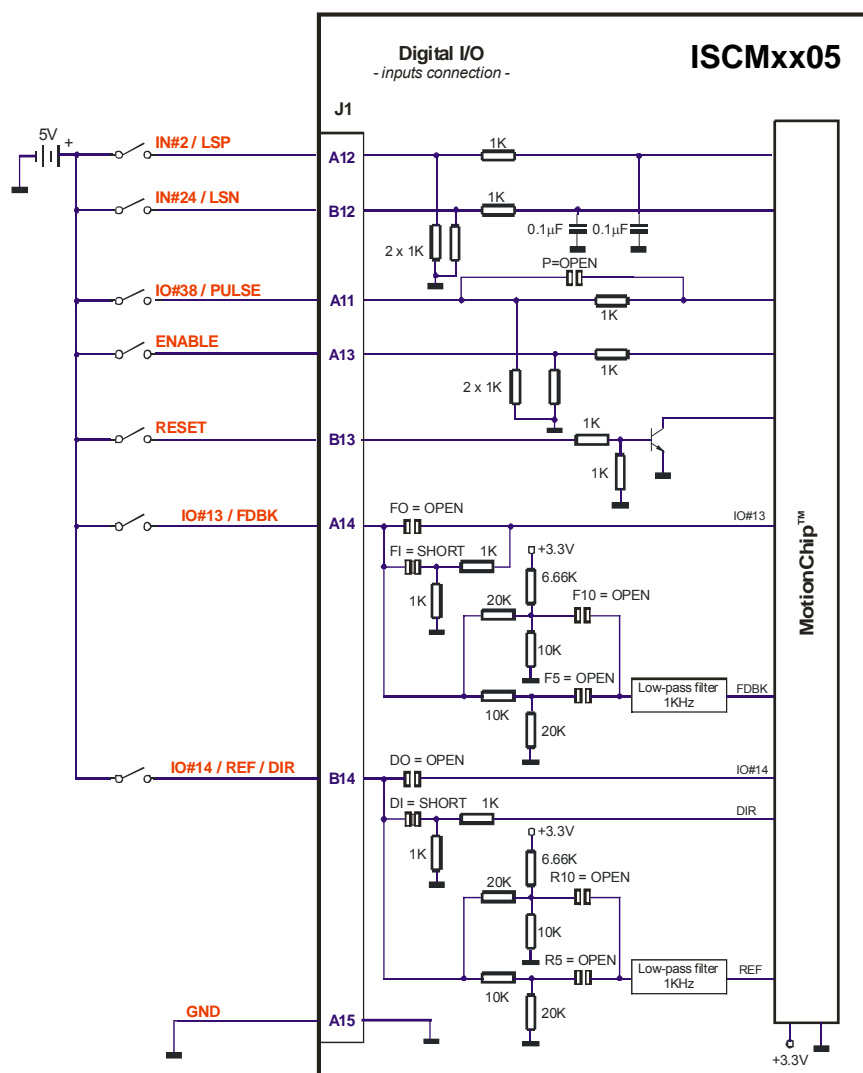 Digital I/O
- inputs connection -
ISCMxx05
J1
5V
+
IN#2 / LSP
A12
1K
IN#24 / LSN
B12
1K
0.1µF
0.1µF
2 x 1K
P=OPEN
IO#38 / PULSE
A11
1K
ENABLE
A13
1K
2 x 1K
RESET
B13
1K
1K
IO#13 / FDBK
A14
FO = OPEN
IO#13
FI = SHORT
1K
+3.3V
1K
6.66K
20K
F10 = OPEN
10K
F5 = OPEN
Low-pass filter
1KHz
FDBK
10K
20K
MotionChip™
IO#14 / REF / DIR
B14
DO = OPEN
IO#14
DI = SHORT
1K
DIR
+3.3V
1K
6.66K
20K
R10 = OPEN
10K
R5 = OPEN
Low-pass filter
1KHz
REF
10K
20K
GND
A15
+3.3V